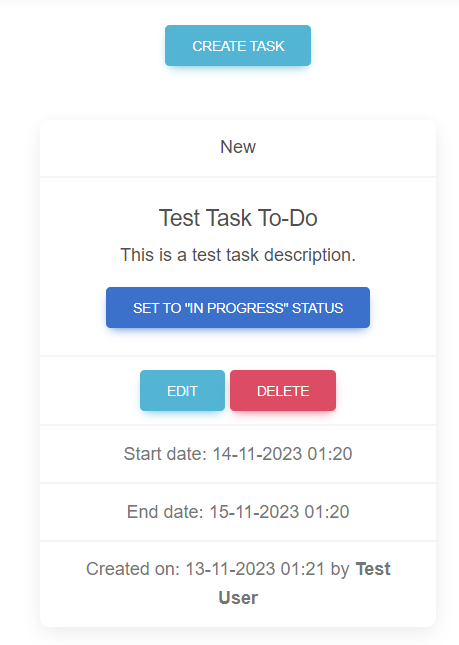 CREATE TASK
New
Test Task To-Do
This is a test task description.
SET TO "IN PROGRESS" STATUS
EDIT DELETE
Start date: 14-11-2023 01:20
End date: 15-11-2023 01:20
Created on: 13-11-2023 01:21 by Test
User